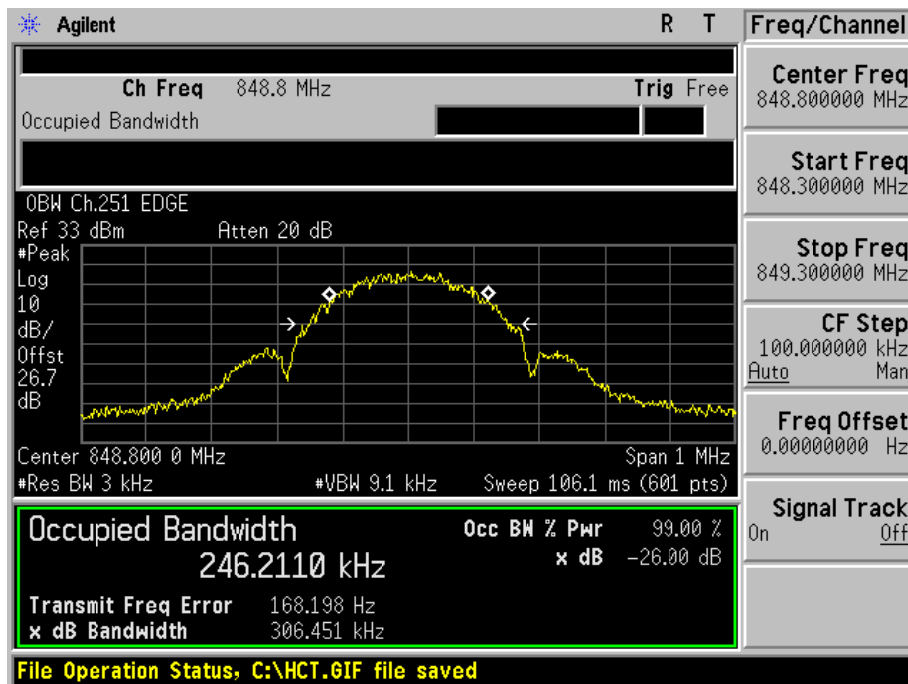 Agilent R T
Freq/Channel
Ch Freq 848.8 MHz Trig Free
Occupied Bandwidth
Center Freq
848.800000 MHz
Start Freq
848.300000 MHz
Stop Freq
849.300000 MHz
CF Step
100.000000 kHz
Auto Man
Freq Offset
0.00000000 Hz
Signal Track
On Off
OBW Ch.251 EDGE
Ref 33 dBm Atten 20 dB
#Peak
Log
10
dB/
Offst
26.7
dB
Center 848.800 0 MHz Span 1 MHz
#Res BW 3 kHz #VBW 9.1 kHz Sweep 106.1 ms (601 pts)
Occupied Bandwidth Occ BW % Pwr 99.00 %
246.2110 kHz x dB -26.00 dB
Transmit Freq Error 168.198 Hz
x dB Bandwidth 306.451 kHz
File Operation Status, C:\HCT.GIF file saved